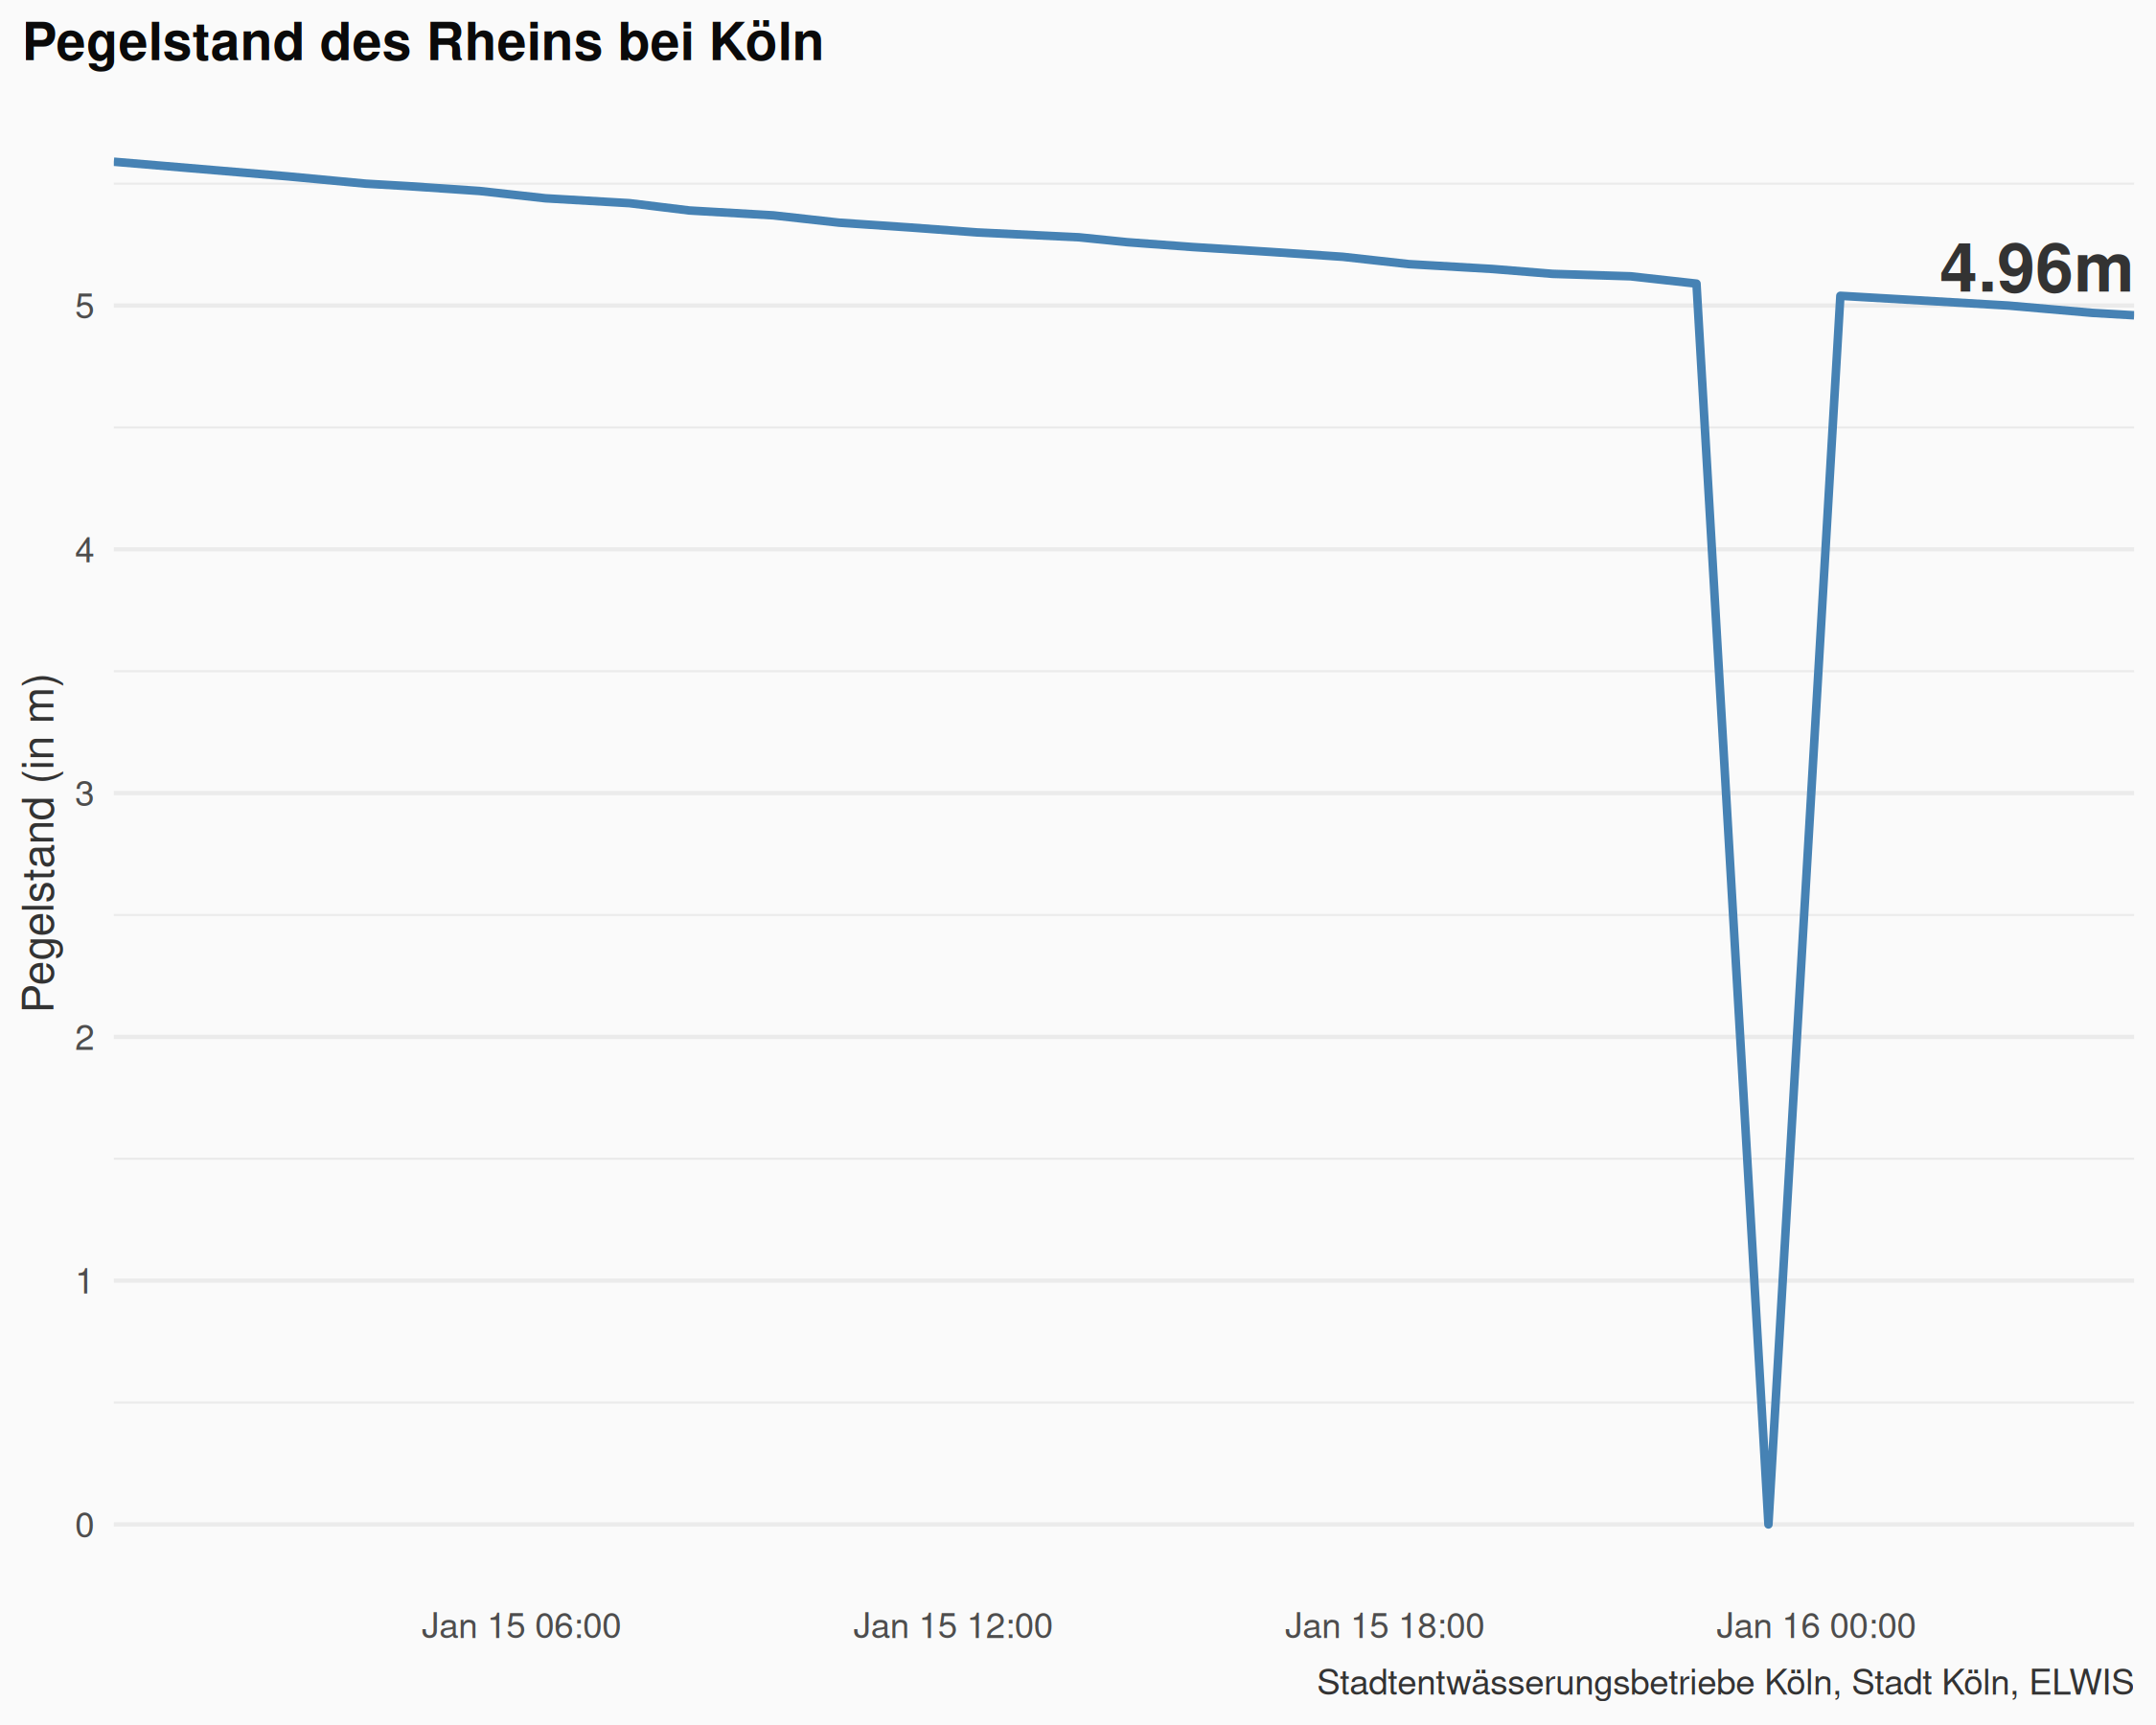 Pegelstand des Rheins bei Köln
4.96m
Pegelstand (in m)
5
4
3
2
1
0
Jan 15 06:00
Jan 15 12:00
Jan 15 18:00
Jan 16 00:00
Stadtentwässerungsbetriebe Köln, Stadt Köln, ELWIS